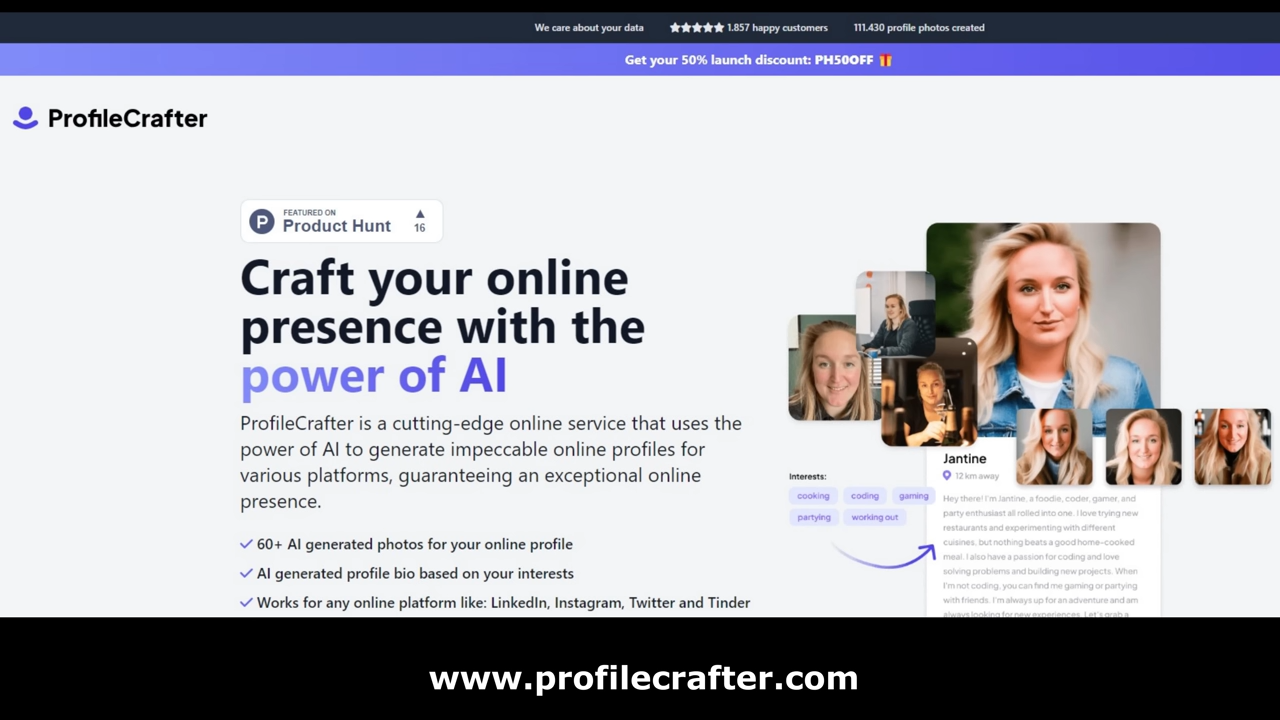 We care about your data
1.857 happy customers
111.430 profile photos created
Get your 50% launch discount: PH50OFF
ProfileCrafter
FEATURED ON
Product Hunt
16
Craft your online
presence with the
power of AI
ProfileCrafter is a cutting-edge online service that uses the
power of AI to generate impeccable online profiles for
various platforms, guaranteeing an exceptional online
presence.
60+ AI generated photos for your online profile
AI generated profile bio based on your interests
Works for any online platform like: LinkedIn, Instagram, Twitter and Tinder
Interests:
cooking
coding
gaming
partying
working out
Jantine
12 km away
Hey there! I'm Jantine, a foodie, coder, gamer, and
party enthusiast all rolled into one. I love trying new
restaurants and experimenting with different
cuisines, but nothing beats a good home-cooked
meal. I also have a passion for coding and love
solving problems and building new projects. When
I'm not coding, you can find me gaming or partying
with friends. I'm always up for an adventure and am
always looking for new experiences. Let's grab a
www.profilecrafter.com